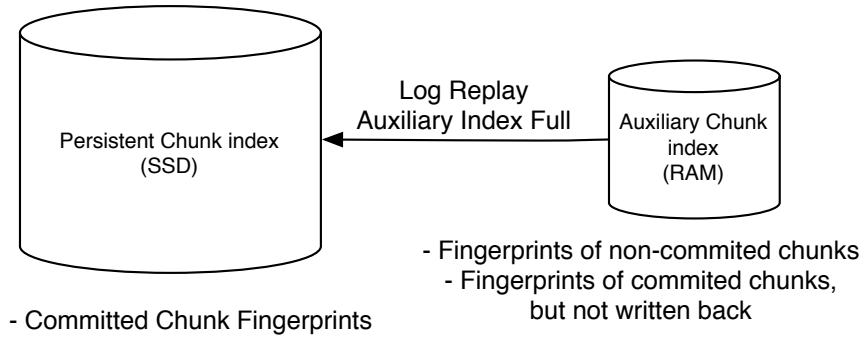 Persistent Chunk index
(SSD)
Log Replay
Auxiliary Index Full
Auxiliary Chunk
index
(RAM)
- Committed Chunk Fingerprints
- Fingerprints of non-commited chunks
- Fingerprints of commited chunks,
but not written back